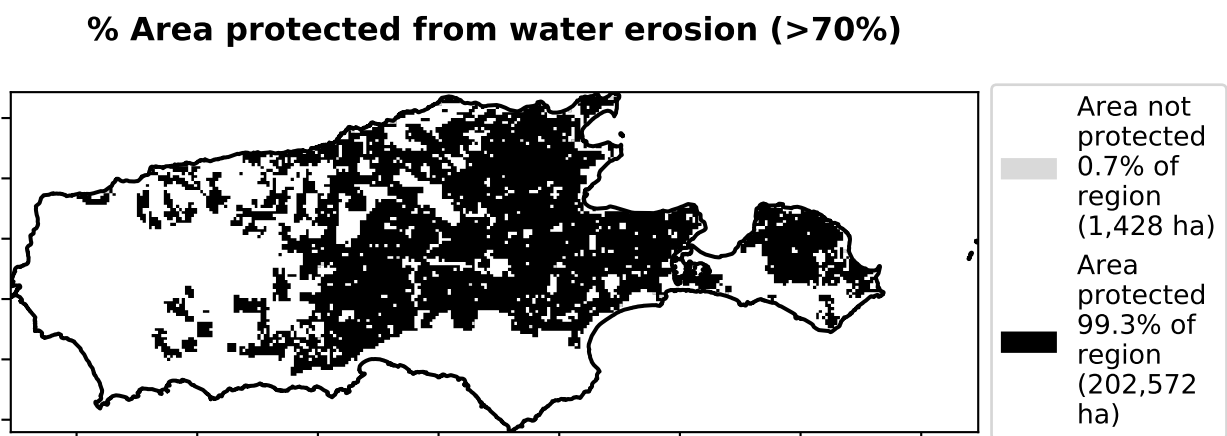 % Area protected from water erosion (>70%)
Area not
protected
0.7% of
region
(1,428 ha)
Area
protected
99.3% of
region
(202,572
ha)